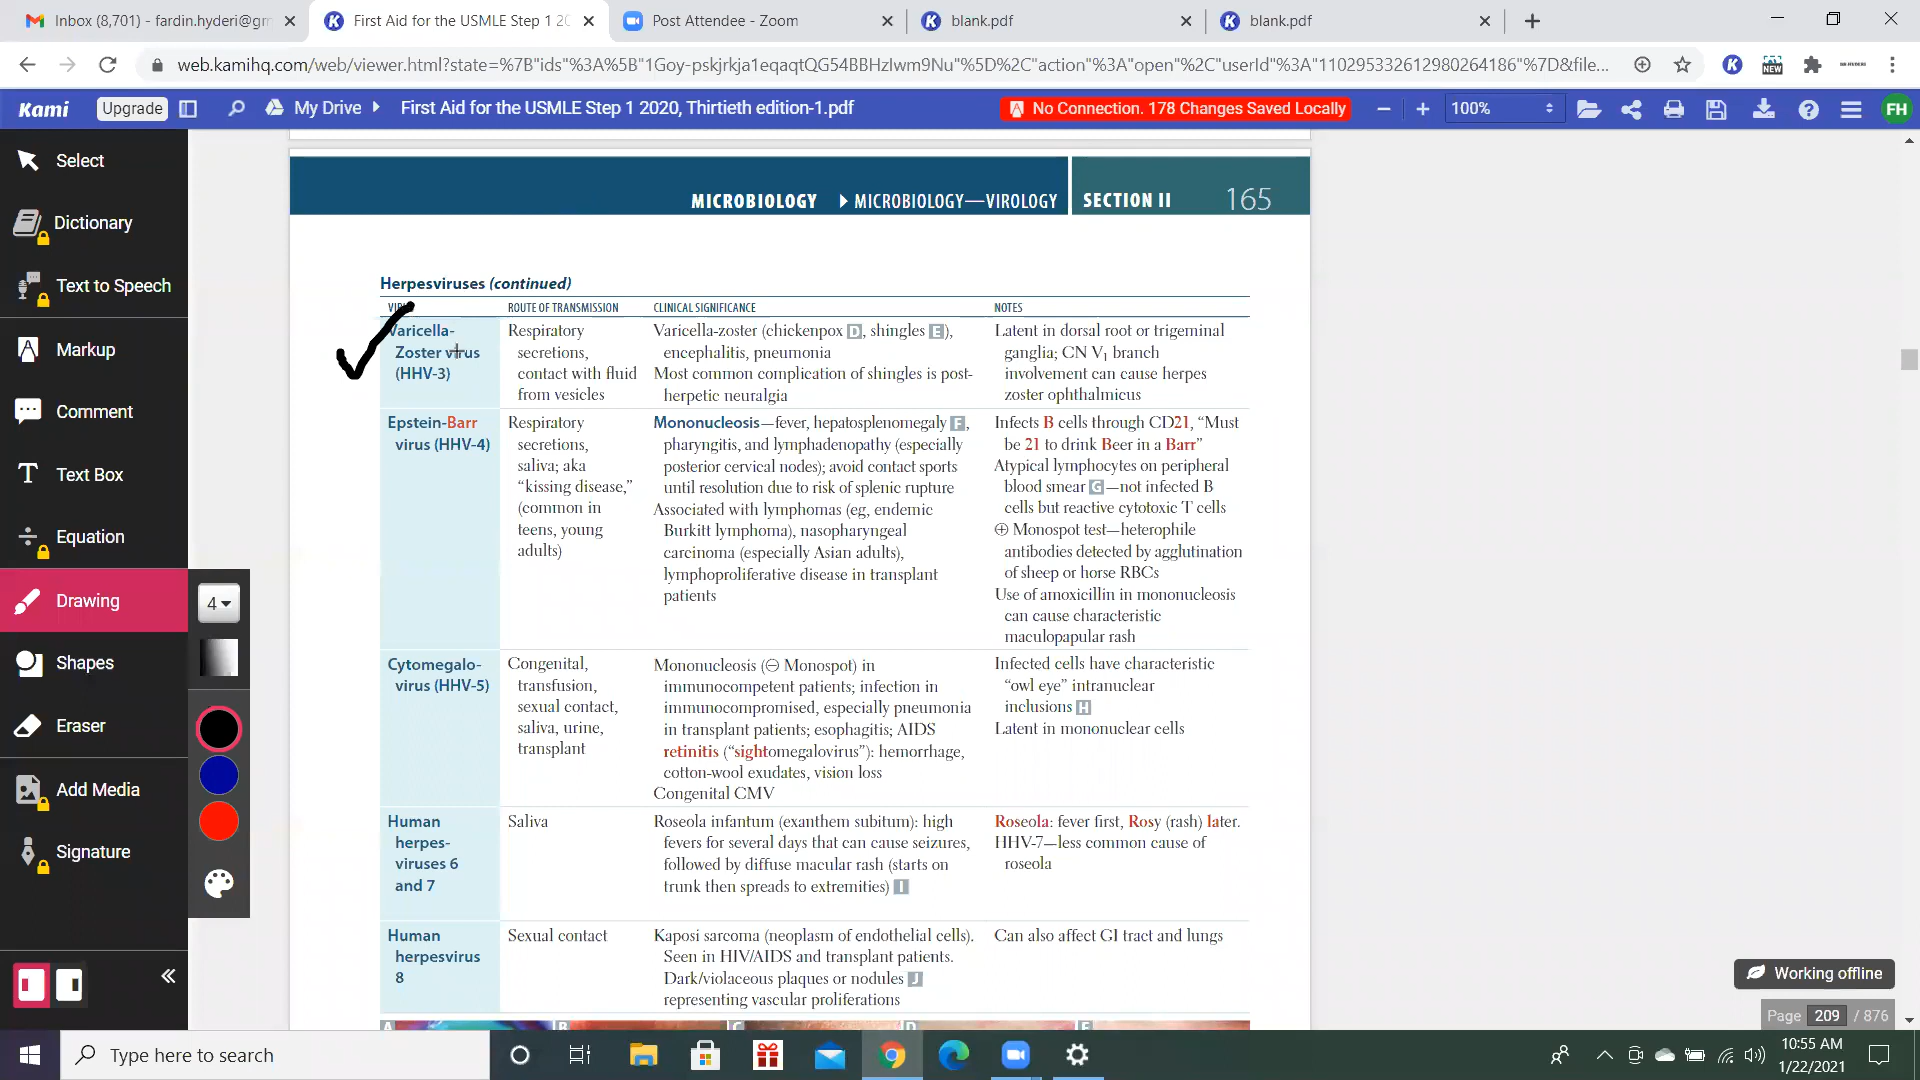 Inbox (8,701) - fardin.hyderi@gm
First Aid for the USMLE Step 1 20
Post Attendee - Zoom
blank.pdf
blank.pdf
web.kamihq.com/web/viewer.html?state=%7B"ids"%3A%5B"1Goy-pskjrkja1eqaqtQG54BBHzIwm9Nu"%5D%2C"action"%3A"open"%2C"userId"%3A"110295332612980264186"%7D&file...
NEW
Kami
Upgrade
My Drive
First Aid for the USMLE Step 1 2020, Thirtieth edition-1.pdf
No Connection. 178 Changes Saved Locally
100%
FH
Select
Dictionary
Text to Speech
Markup
Comment
Text Box
Equation
Drawing
4
Shapes
Eraser
Add Media
Signature
MICROBIOLOGY MICROBIOLOGY—VIROLOGY SECTION II 165
Herpesviruses (continued)
ROUTE OF TRANSMISSION
CLINICAL SIGNIFICANCE
NOTES
Varicella-
Zoster virus
(HHV-3)
Respiratory
secretions,
contact with fluid
from vesicles
Varicella-zoster (chickenpox D, shingles E),
encephalitis, pneumonia
Most common complication of shingles is post-
herpetic neuralgia
Latent in dorsal root or trigeminal
ganglia; CN V1 branch
involvement can cause herpes
zoster ophthalmicus
Epstein-Barr
virus (HHV-4)
Respiratory
secretions,
saliva; aka
“kissing disease,”
(common in
teens, young
adults)
Mononucleosis—fever, hepatosplenomegaly F,
pharyngitis, and lymphadenopathy (especially
posterior cervical nodes); avoid contact sports
until resolution due to risk of splenic rupture
Associated with lymphomas (eg, endemic
Burkitt lymphoma), nasopharyngeal
carcinoma (especially Asian adults),
lymphoproliferative disease in transplant
patients
Infects B cells through CD21, “Must
be 21 to drink Beer in a Barr”
Atypical lymphocytes on peripheral
blood smear G—not infected B
cells but reactive cytotoxic T cells
⊕ Monospot test—heterophile
antibodies detected by agglutination
of sheep or horse RBCs
Use of amoxicillin in mononucleosis
can cause characteristic
maculopapular rash
Cytomegalo-
virus (HHV-5)
Congenital,
transfusion,
sexual contact,
saliva, urine,
transplant
Mononucleosis (⊖ Monospot) in
immunocompetent patients; infection in
immunocompromised, especially pneumonia
in transplant patients; esophagitis; AIDS
retinitis (“sightomegalovirus”): hemorrhage,
cotton-wool exudates, vision loss
Congenital CMV
Infected cells have characteristic
“owl eye” intranuclear
inclusions H
Latent in mononuclear cells
Human
herpes-
viruses 6
and 7
Saliva
Roseola infantum (exanthem subitum): high
fevers for several days that can cause seizures,
followed by diffuse macular rash (starts on
trunk then spreads to extremities) I
Roseola: fever first, Rosy (rash) later.
HHV-7—less common cause of
roseola
Human
herpesvirus
8
Sexual contact
Kaposi sarcoma (neoplasm of endothelial cells).
Seen in HIV/AIDS and transplant patients.
Dark/violaceous plaques or nodules J
representing vascular proliferations
Can also affect GI tract and lungs
A B C D E
Working offline
Page 209 / 876
Type here to search
10:55 AM
1/22/2021